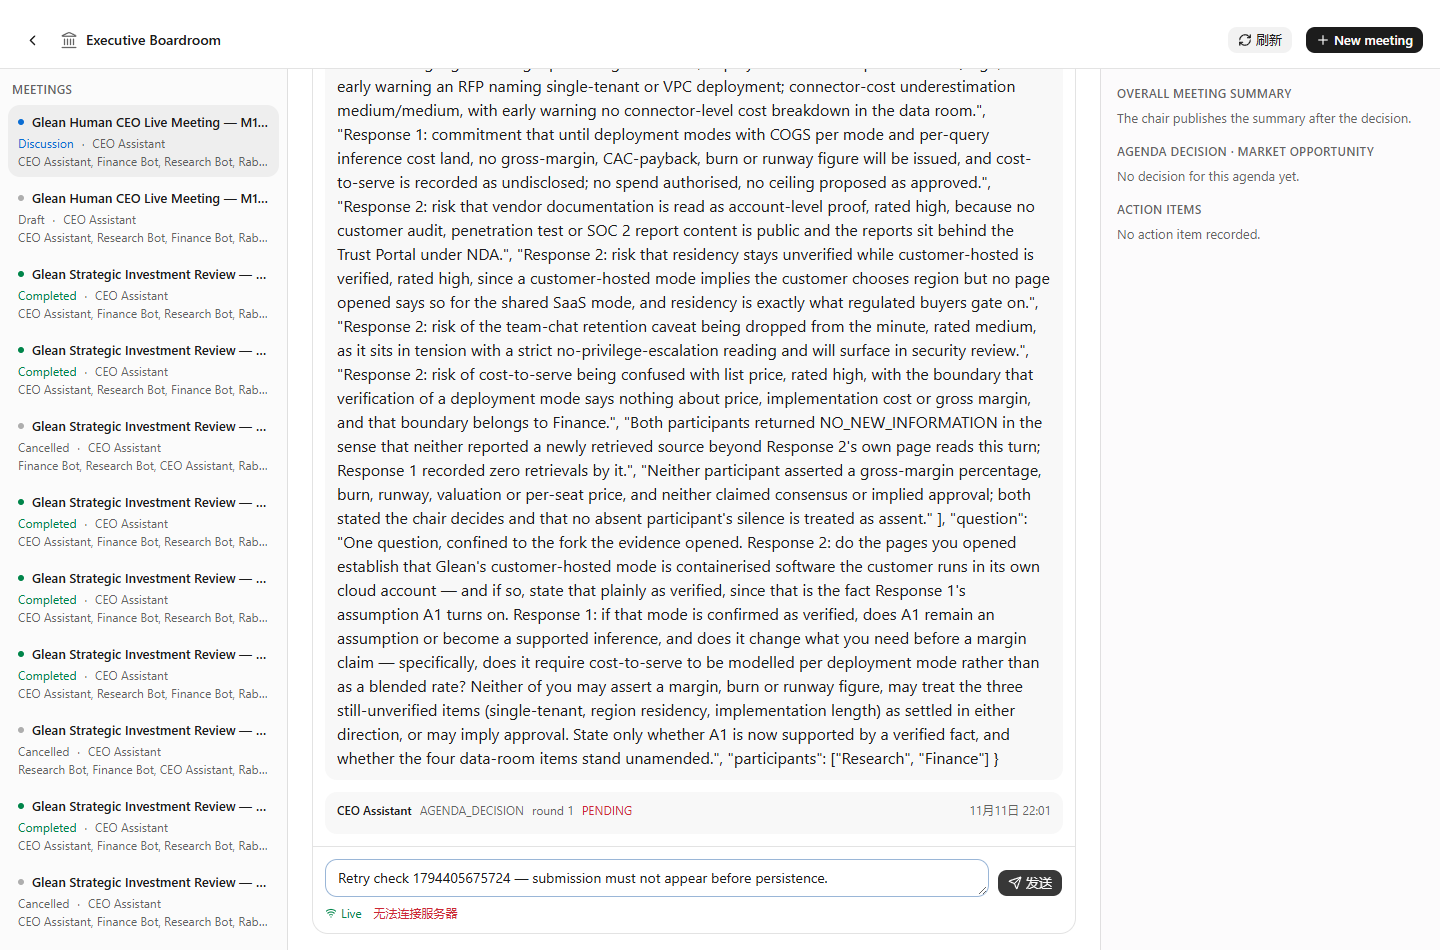 Executive Boardroom
刷新
New meeting
MEETINGS
Glean Human CEO Live Meeting — M1...
Discussion · CEO Assistant
CEO Assistant, Finance Bot, Research Bot, Rab...
Glean Human CEO Live Meeting — M1...
Draft · CEO Assistant
CEO Assistant, Research Bot, Finance Bot, Rab...
Glean Strategic Investment Review — ...
Completed · CEO Assistant
CEO Assistant, Finance Bot, Research Bot, Rab...
Glean Strategic Investment Review — ...
Completed · CEO Assistant
CEO Assistant, Research Bot, Finance Bot, Rab...
Glean Strategic Investment Review — ...
Cancelled · CEO Assistant
Finance Bot, Research Bot, CEO Assistant, Rab...
Glean Strategic Investment Review — ...
Completed · CEO Assistant
CEO Assistant, Finance Bot, Research Bot, Rab...
Glean Strategic Investment Review — ...
Completed · CEO Assistant
CEO Assistant, Finance Bot, Research Bot, Rab...
Glean Strategic Investment Review — ...
Completed · CEO Assistant
CEO Assistant, Research Bot, Finance Bot, Rab...
Glean Strategic Investment Review — ...
Cancelled · CEO Assistant
Research Bot, Finance Bot, CEO Assistant, Rab...
Glean Strategic Investment Review — ...
Completed · CEO Assistant
CEO Assistant, Finance Bot, Research Bot, Rab...
Glean Strategic Investment Review — ...
Cancelled · CEO Assistant
CEO Assistant, Finance Bot, Research Bot, Rab...
early warning an RFP naming single-tenant or VPC deployment; connector-cost underestimation
medium/medium, with early warning no connector-level cost breakdown in the data room.",
"Response 1: commitment that until deployment modes with COGS per mode and per-query
inference cost land, no gross-margin, CAC-payback, burn or runway figure will be issued, and cost-
to-serve is recorded as undisclosed; no spend authorised, no ceiling proposed as approved.",
"Response 2: risk that vendor documentation is read as account-level proof, rated high, because no
customer audit, penetration test or SOC 2 report content is public and the reports sit behind the
Trust Portal under NDA.", "Response 2: risk that residency stays unverified while customer-hosted is
verified, rated high, since a customer-hosted mode implies the customer chooses region but no page
opened says so for the shared SaaS mode, and residency is exactly what regulated buyers gate on.",
"Response 2: risk of the team-chat retention caveat being dropped from the minute, rated medium,
as it sits in tension with a strict no-privilege-escalation reading and will surface in security review.",
"Response 2: risk of cost-to-serve being confused with list price, rated high, with the boundary that
verification of a deployment mode says nothing about price, implementation cost or gross margin,
and that boundary belongs to Finance.", "Both participants returned NO_NEW_INFORMATION in the
sense that neither reported a newly retrieved source beyond Response 2's own page reads this turn;
Response 1 recorded zero retrievals by it.", "Neither participant asserted a gross-margin percentage,
burn, runway, valuation or per-seat price, and neither claimed consensus or implied approval; both
stated the chair decides and that no absent participant's silence is treated as assent." ], "question":
"One question, confined to the fork the evidence opened. Response 2: do the pages you opened
establish that Glean's customer-hosted mode is containerised software the customer runs in its own
cloud account — and if so, state that plainly as verified, since that is the fact Response 1's
assumption A1 turns on. Response 1: if that mode is confirmed as verified, does A1 remain an
assumption or become a supported inference, and does it change what you need before a margin
claim — specifically, does it require cost-to-serve to be modelled per deployment mode rather than
as a blended rate? Neither of you may assert a margin, burn or runway figure, may treat the three
still-unverified items (single-tenant, region residency, implementation length) as settled in either
direction, or may imply approval. State only whether A1 is now supported by a verified fact, and
whether the four data-room items stand unamended.", "participants": ["Research", "Finance"] }
CEO Assistant AGENDA_DECISION round 1 PENDING 11月11日 22:01
Retry check 1794405675724 — submission must not appear before persistence.
发送
Live 无法连接服务器
OVERALL MEETING SUMMARY
The chair publishes the summary after the decision.
AGENDA DECISION · MARKET OPPORTUNITY
No decision for this agenda yet.
ACTION ITEMS
No action item recorded.